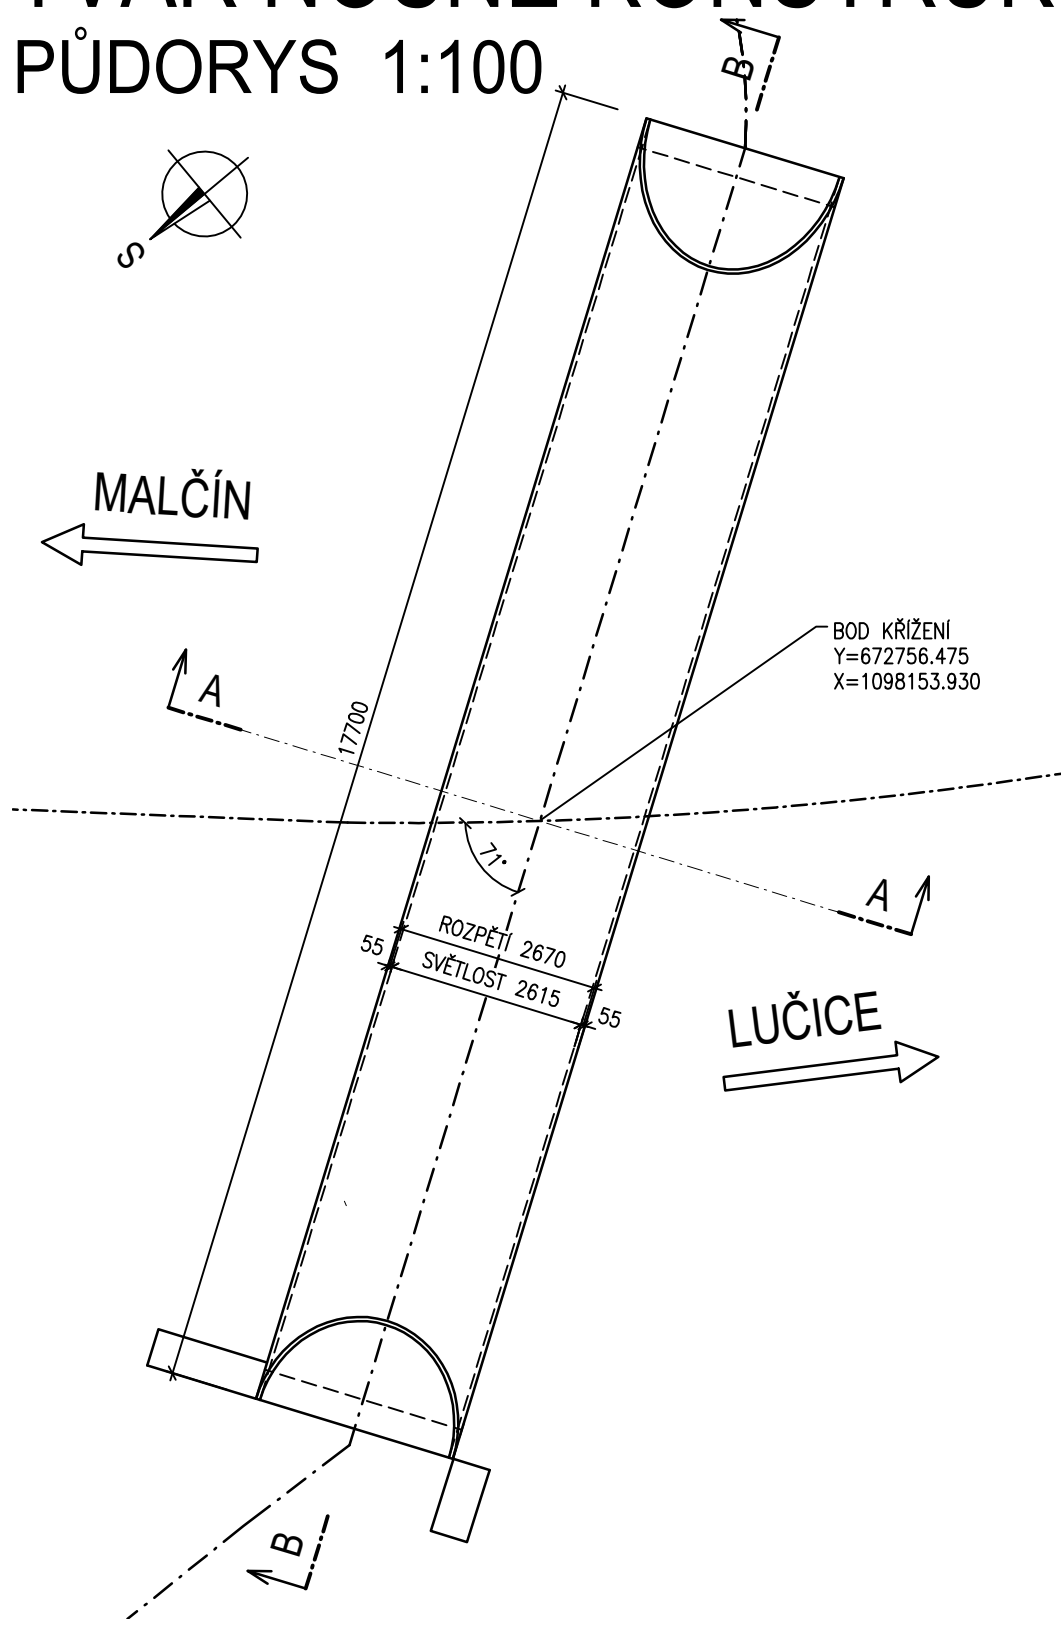 PŮDORYS 1:100
B
S
MALČÍN
BOD KŘÍŽENÍ
Y=672756.475
X=1098153.930
A
17700
71°
A
ROZPĚTÍ 2670
55
SVĚTLOST 2615
55
LUČICE
B